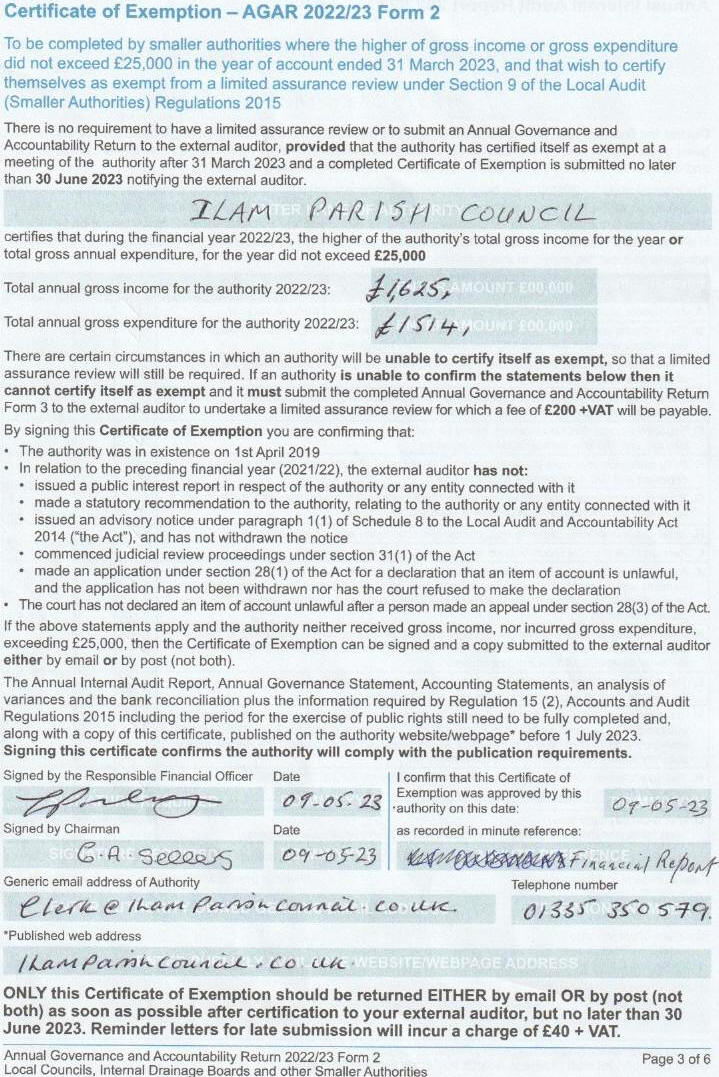 Certificate of Exemption – AGAR 2022/23 Form 2
To be completed by smaller authorities where the higher of gross income or gross expenditure
did not exceed £25,000 in the year of account ended 31 March 2023, and that wish to certify
themselves as exempt from a limited assurance review under Section 9 of the Local Audit
(Smaller Authorities) Regulations 2015
There is no requirement to have a limited assurance review or to submit an Annual Governance and
Accountability Return to the external auditor, provided that the authority has certified itself as exempt at a
meeting of the authority after 31 March 2023 and a completed Certificate of Exemption is submitted no later
than 30 June 2023 notifying the external auditor.
ILAM PARISH COUNCIL
certifies that during the financial year 2022/23, the higher of the authority's total gross income for the year or
total gross annual expenditure, for the year did not exceed £25,000
Total annual gross income for the authority 2022/23: £1,625, AMOUNT £00,000
Total annual gross expenditure for the authority 2022/23: £1514, MOUNT £00,000
There are certain circumstances in which an authority will be unable to certify itself as exempt, so that a limited
assurance review will still be required. If an authority is unable to confirm the statements below then it
cannot certify itself as exempt and it must submit the completed Annual Governance and Accountability Return
Form 3 to the external auditor to undertake a limited assurance review for which a fee of £200 +VAT will be payable.
By signing this Certificate of Exemption you are confirming that:
• The authority was in existence on 1st April 2019
• In relation to the preceding financial year (2021/22), the external auditor has not:
• issued a public interest report in respect of the authority or any entity connected with it
• made a statutory recommendation to the authority, relating to the authority or any entity connected with it
• issued an advisory notice under paragraph 1(1) of Schedule 8 to the Local Audit and Accountability Act
2014 ("the Act"), and has not withdrawn the notice
• commenced judicial review proceedings under section 31(1) of the Act
• made an application under section 28(1) of the Act for a declaration that an item of account is unlawful,
and the application has not been withdrawn nor has the court refused to make the declaration
• The court has not declared an item of account unlawful after a person made an appeal under section 28(3) of the Act.
If the above statements apply and the authority neither received gross income, nor incurred gross expenditure,
exceeding £25,000, then the Certificate of Exemption can be signed and a copy submitted to the external auditor
either by email or by post (not both).
The Annual Internal Audit Report, Annual Governance Statement, Accounting Statements, an analysis of
variances and the bank reconciliation plus the information required by Regulation 15 (2), Accounts and Audit
Regulations 2015 including the period for the exercise of public rights still need to be fully completed and,
along with a copy of this certificate, published on the authority website/webpage* before 1 July 2023.
Signing this certificate confirms the authority will comply with the publication requirements.
Signed by the Responsible Financial Officer Date
09-05-23
I confirm that this Certificate of
Exemption was approved by this
authority on this date: 09-05-23
Signed by Chairman Date
G.A Sellers 09-05-23
as recorded in minute reference:
Financial Report
Generic email address of Authority Telephone number
Clerk@IlamParishcouncil.co.uk. 01335 350 579.
*Published web address
IlamParishCouncil.co.uk WEBSITE/WEBPAGE ADDRESS
ONLY this Certificate of Exemption should be returned EITHER by email OR by post (not
both) as soon as possible after certification to your external auditor, but no later than 30
June 2023. Reminder letters for late submission will incur a charge of £40 + VAT.
Annual Governance and Accountability Return 2022/23 Form 2 Page 3 of 6
Local Councils, Internal Drainage Boards and other Smaller Authorities